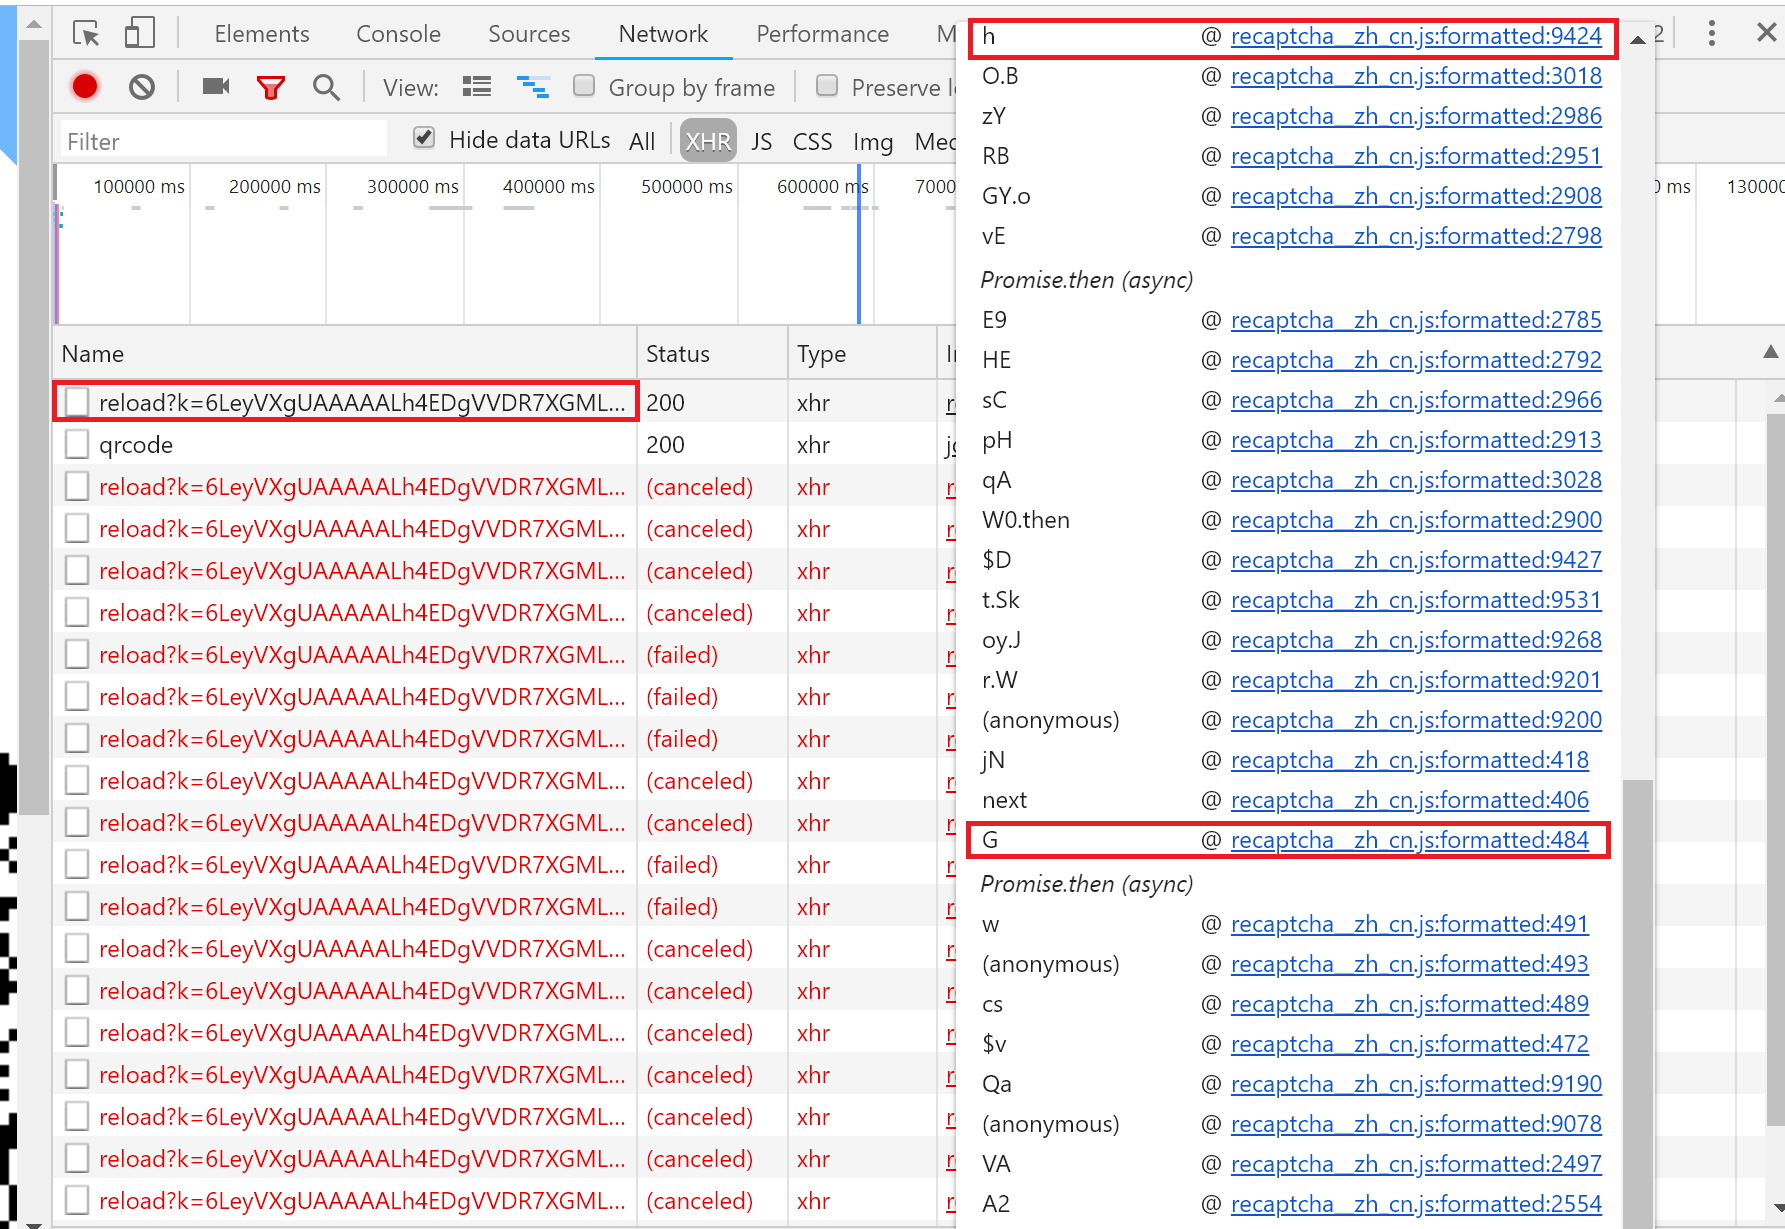 Elements Console Sources Network Performance M
View: Group by frame Preserve l
Filter Hide data URLs All XHR JS CSS Img Med
100000 ms 200000 ms 300000 ms 400000 ms 500000 ms 600000 ms 7000 0 ms 130000
Name Status Type
reload?k=6LeyVXgUAAAAALh4EDgVVDR7XGML... 200 xhr
qrcode 200 xhr
reload?k=6LeyVXgUAAAAALh4EDgVVDR7XGML... (canceled) xhr
reload?k=6LeyVXgUAAAAALh4EDgVVDR7XGML... (canceled) xhr
reload?k=6LeyVXgUAAAAALh4EDgVVDR7XGML... (canceled) xhr
reload?k=6LeyVXgUAAAAALh4EDgVVDR7XGML... (canceled) xhr
reload?k=6LeyVXgUAAAAALh4EDgVVDR7XGML... (failed) xhr
reload?k=6LeyVXgUAAAAALh4EDgVVDR7XGML... (failed) xhr
reload?k=6LeyVXgUAAAAALh4EDgVVDR7XGML... (failed) xhr
reload?k=6LeyVXgUAAAAALh4EDgVVDR7XGML... (canceled) xhr
reload?k=6LeyVXgUAAAAALh4EDgVVDR7XGML... (canceled) xhr
reload?k=6LeyVXgUAAAAALh4EDgVVDR7XGML... (failed) xhr
reload?k=6LeyVXgUAAAAALh4EDgVVDR7XGML... (failed) xhr
reload?k=6LeyVXgUAAAAALh4EDgVVDR7XGML... (canceled) xhr
reload?k=6LeyVXgUAAAAALh4EDgVVDR7XGML... (canceled) xhr
reload?k=6LeyVXgUAAAAALh4EDgVVDR7XGML... (canceled) xhr
reload?k=6LeyVXgUAAAAALh4EDgVVDR7XGML... (canceled) xhr
reload?k=6LeyVXgUAAAAALh4EDgVVDR7XGML... (canceled) xhr
reload?k=6LeyVXgUAAAAALh4EDgVVDR7XGML... (canceled) xhr
reload?k=6LeyVXgUAAAAALh4EDgVVDR7XGML... (canceled) xhr
h @ recaptcha__zh_cn.js:formatted:9424
O.B @ recaptcha__zh_cn.js:formatted:3018
zY @ recaptcha__zh_cn.js:formatted:2986
RB @ recaptcha__zh_cn.js:formatted:2951
GY.o @ recaptcha__zh_cn.js:formatted:2908
vE @ recaptcha__zh_cn.js:formatted:2798
Promise.then (async)
E9 @ recaptcha__zh_cn.js:formatted:2785
HE @ recaptcha__zh_cn.js:formatted:2792
sC @ recaptcha__zh_cn.js:formatted:2966
pH @ recaptcha__zh_cn.js:formatted:2913
qA @ recaptcha__zh_cn.js:formatted:3028
W0.then @ recaptcha__zh_cn.js:formatted:2900
$D @ recaptcha__zh_cn.js:formatted:9427
t.Sk @ recaptcha__zh_cn.js:formatted:9531
oy.J @ recaptcha__zh_cn.js:formatted:9268
r.W @ recaptcha__zh_cn.js:formatted:9201
(anonymous) @ recaptcha__zh_cn.js:formatted:9200
jN @ recaptcha__zh_cn.js:formatted:418
next @ recaptcha__zh_cn.js:formatted:406
G @ recaptcha__zh_cn.js:formatted:484
Promise.then (async)
w @ recaptcha__zh_cn.js:formatted:491
(anonymous) @ recaptcha__zh_cn.js:formatted:493
cs @ recaptcha__zh_cn.js:formatted:489
$v @ recaptcha__zh_cn.js:formatted:472
Qa @ recaptcha__zh_cn.js:formatted:9190
(anonymous) @ recaptcha__zh_cn.js:formatted:9078
VA @ recaptcha__zh_cn.js:formatted:2497
A2 @ recaptcha__zh_cn.js:formatted:2554